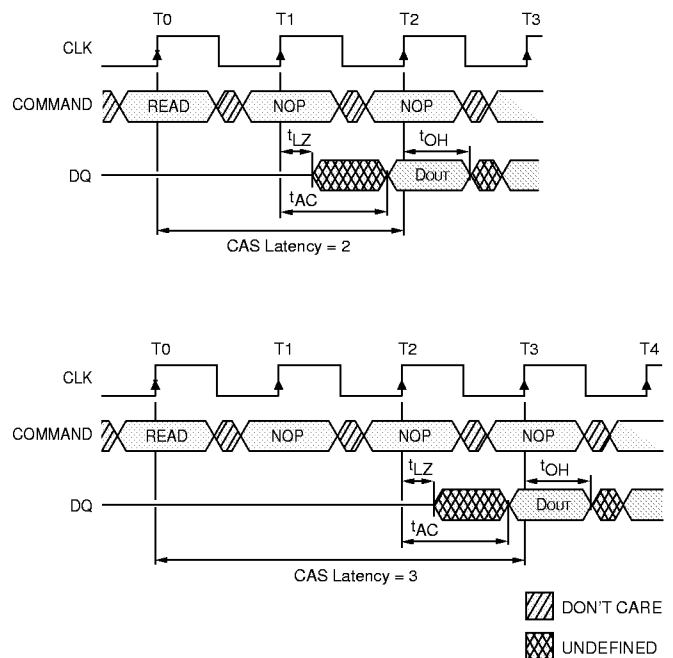 T0 T1 T2 T3
CLK
COMMAND READ NOP NOP
tLZ tOH
DQ DOUT
tAC
CAS Latency = 2
T0 T1 T2 T3 T4
CLK
COMMAND READ NOP NOP NOP
tLZ tOH
DQ DOUT
tAC
CAS Latency = 3
DON'T CARE
UNDEFINED